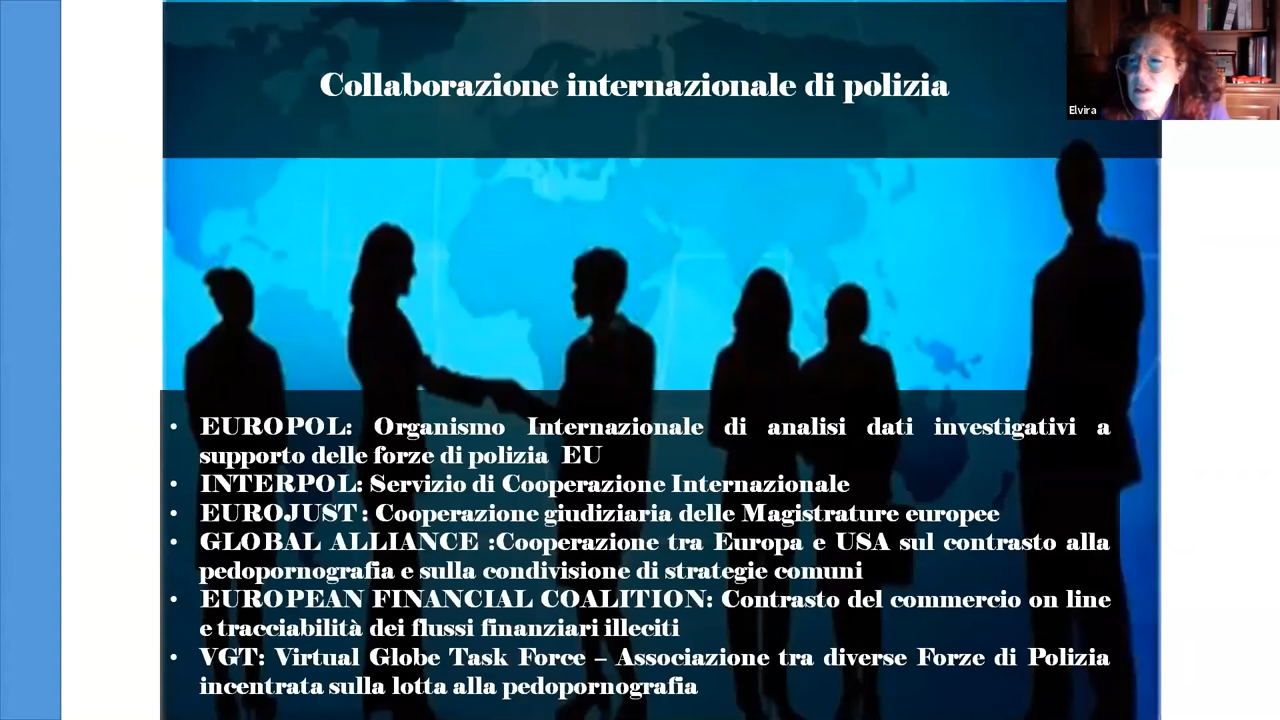 Collaborazione internazionale di polizia
Elvira
• EUROPOL: Organismo Internazionale di analisi dati investigativi a
supporto delle forze di polizia EU
• INTERPOL: Servizio di Cooperazione Internazionale
• EUROJUST : Cooperazione giudiziaria delle Magistrature europee
• GLOBAL ALLIANCE :Cooperazione tra Europa e USA sul contrasto alla
pedopornografia e sulla condivisione di strategie comuni
• EUROPEAN FINANCIAL COALITION: Contrasto del commercio on line
e tracciabilità dei flussi finanziari illeciti
• VGT: Virtual Globe Task Force – Associazione tra diverse Forze di Polizia
incentrata sulla lotta alla pedopornografia